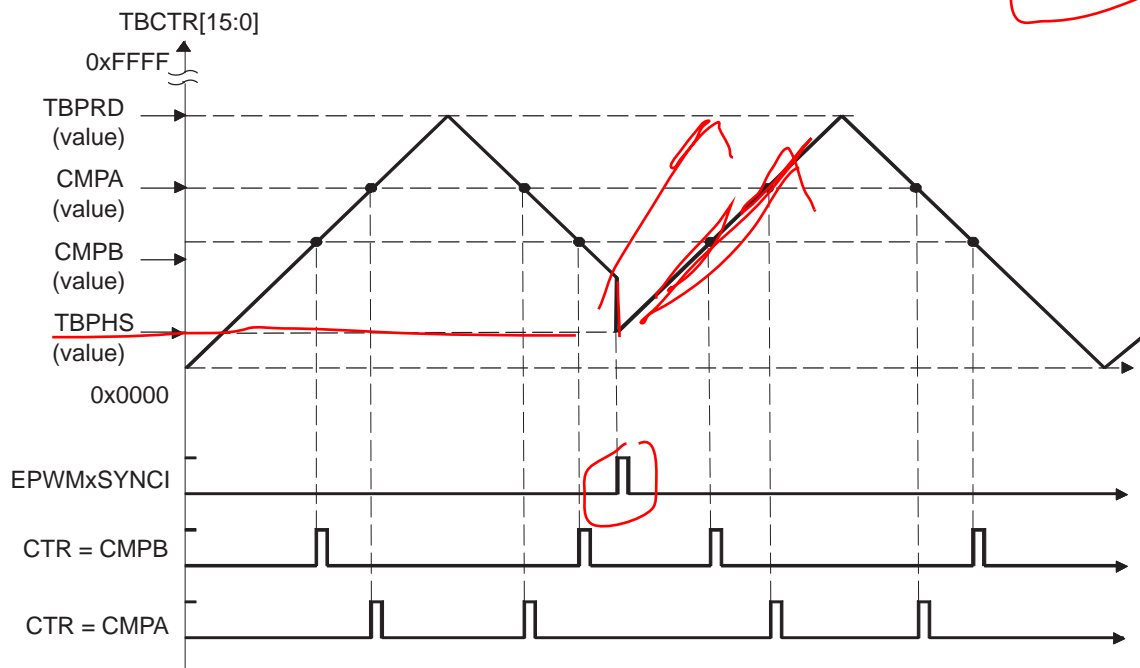 TBCTR[15:0]
0xFFFF
TBPRD
(value)
CMPA
(value)
CMPB
(value)
TBPHS
(value)
0x0000
EPWMxSYNCI
CTR = CMPB
CTR = CMPA